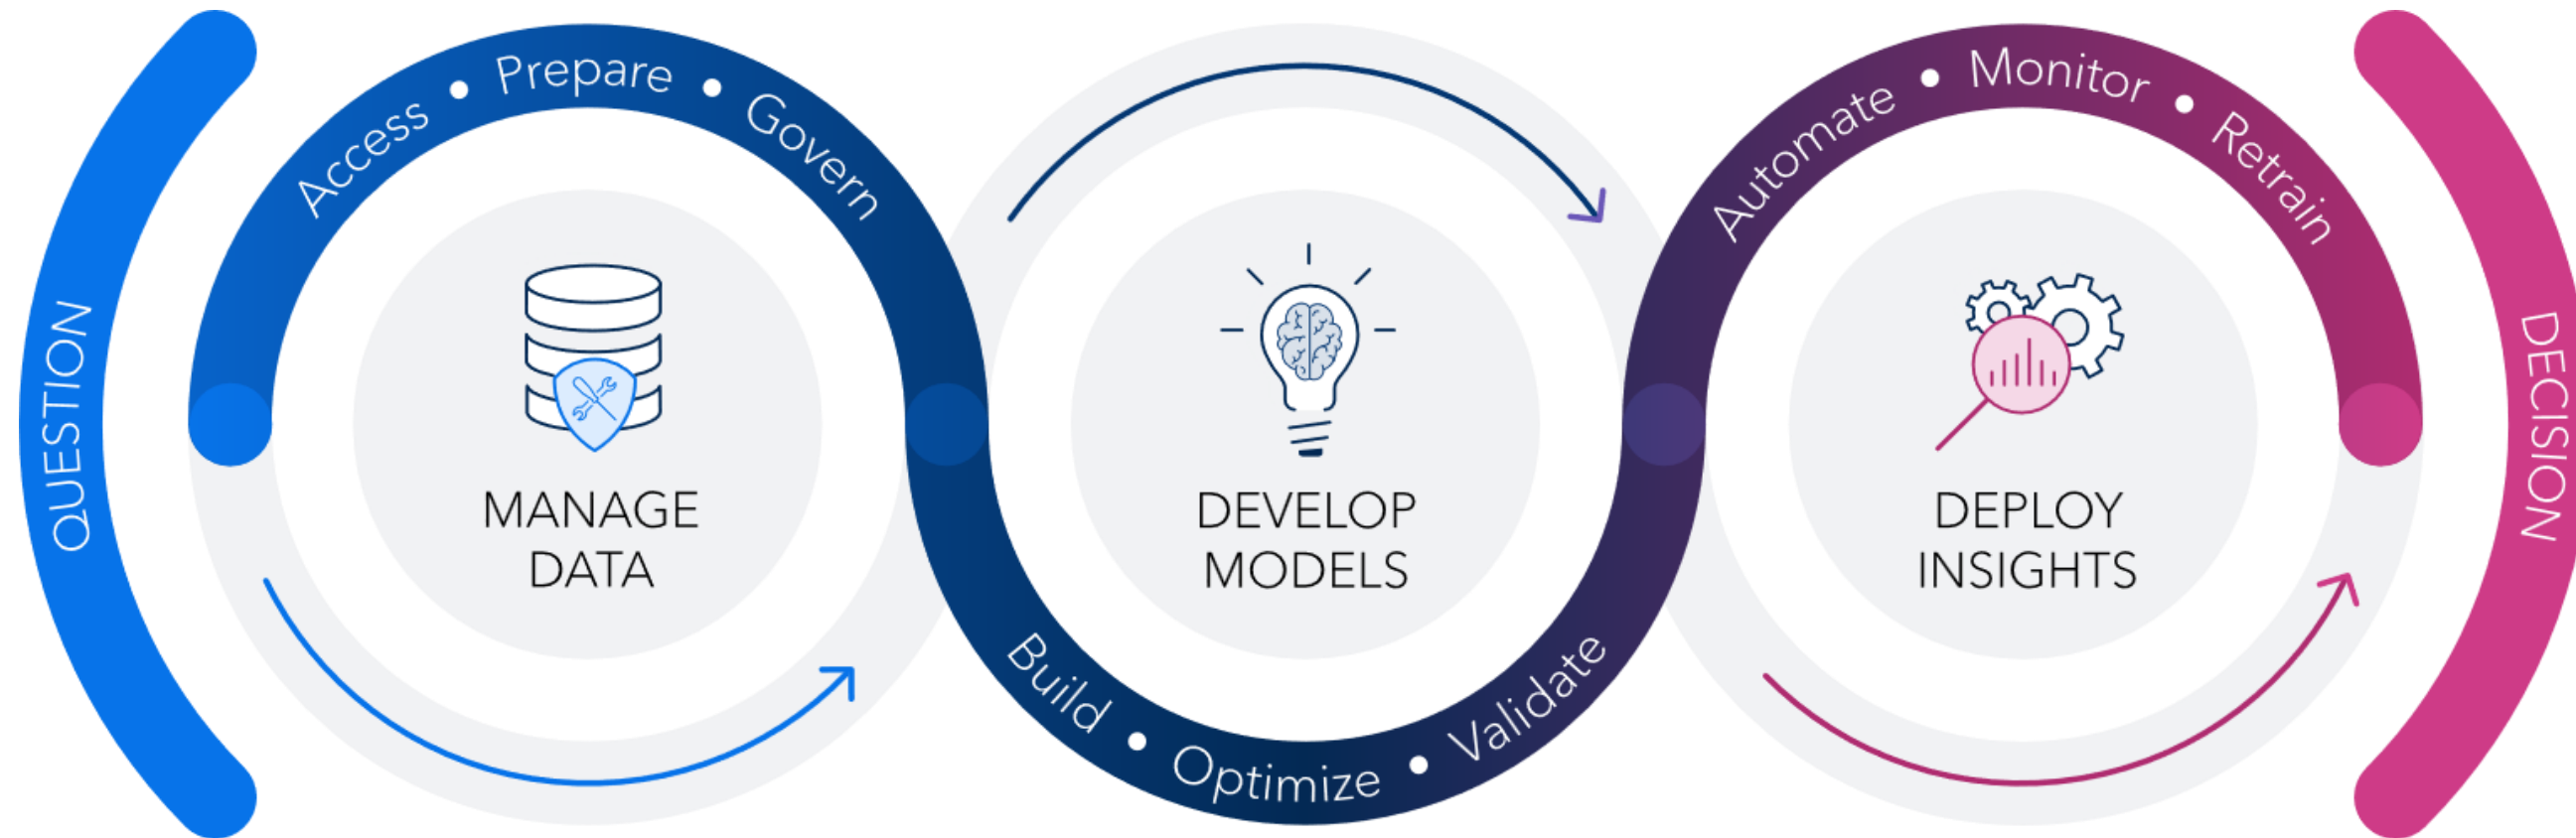 QUESTION
Access • Prepare • Govern
MANAGE
DATA
Build • Optimize • Validate
DEVELOP
MODELS
Automate • Monitor • Retrain
DEPLOY
INSIGHTS
DECISION